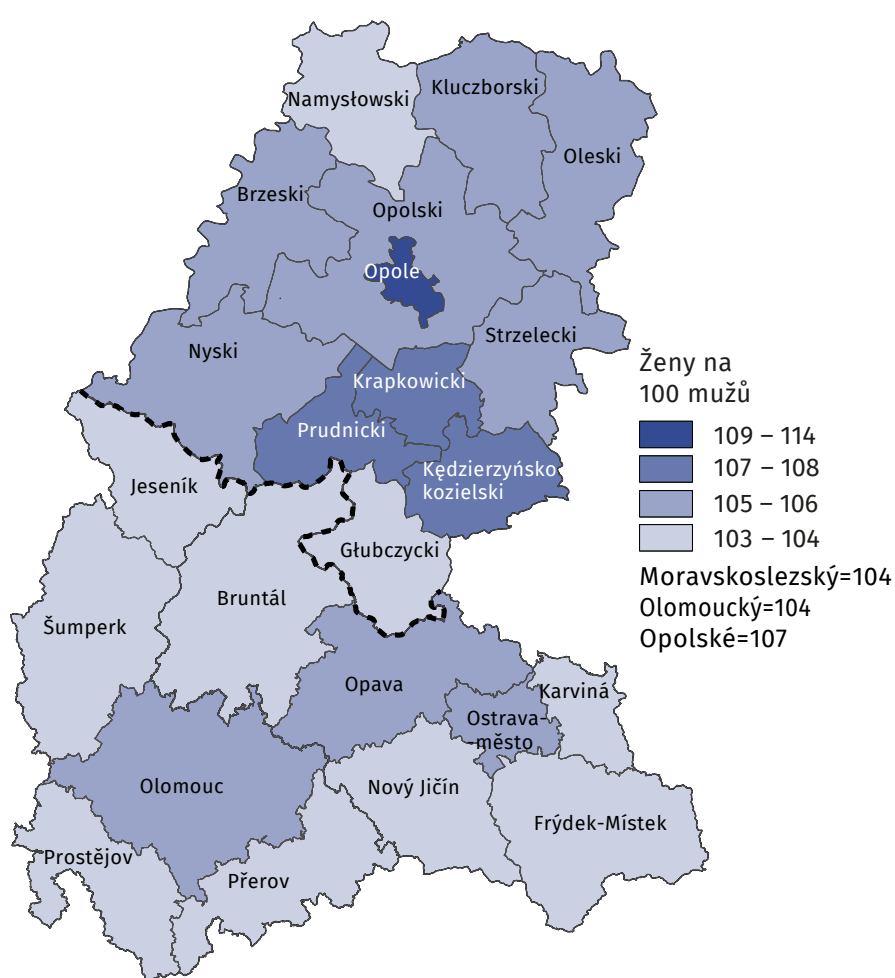 Namysłowski
Kluczborski
Oleski
Brzeski
Opolski
Opole
Nyski
Strzelecki
Krapkowicki
Prudnicki
Kędzierzyńsko
kozielski
Jeseník
Głubczycki
Bruntál
Šumperk
Opava
Karviná
Ostrava-
-město
Olomouc
Nový Jičín
Frýdek-Místek
Prostějov
Přerov
Ženy na
100 mužů
109 – 114
107 – 108
105 – 106
103 – 104
Moravskoslezský=104
Olomoucký=104
Opolské=107